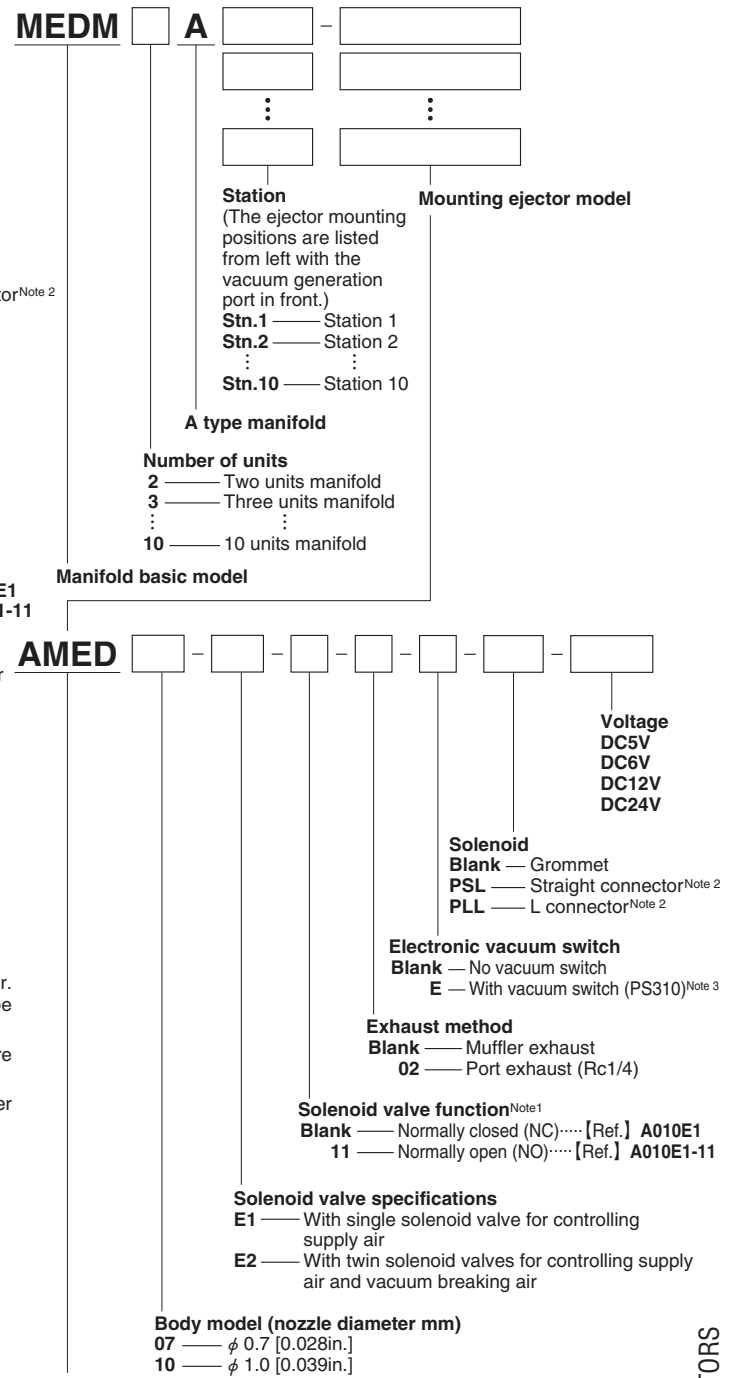 MEDM A –
Station
(The ejector mounting
positions are listed
from left with the
vacuum generation
port in front.)
Stn.1 Station 1
Stn.2 Station 2
⋮ ⋮
Stn.10 Station 10
Mounting ejector model
torNote 2
A type manifold
Number of units
2 Two units manifold
3 Three units manifold
⋮ ⋮
10 10 units manifold
Manifold basic model
E1
1-11
AMED – – – – – –
r
Voltage
DC5V
DC6V
DC12V
DC24V
Solenoid
Blank Grommet
PSL Straight connectorNote 2
PLL L connectorNote 2
Electronic vacuum switch
Blank No vacuum switch
E With vacuum switch (PS310)Note 3
r.
pe
re
er
Exhaust method
Blank Muffler exhaust
02 Port exhaust (Rc1/4)
Solenoid valve functionNote1
Blank Normally closed (NC)·····【Ref.】A010E1
11 Normally open (NO)·····【Ref.】A010E1-11
Solenoid valve specifications
E1 With single solenoid valve for controlling
supply air
E2 With twin solenoid valves for controlling supply
air and vacuum breaking air
Body model (nozzle diameter mm)
07 ϕ 0.7 [0.028in.]
10 ϕ 1.0 [0.039in.]
TORS